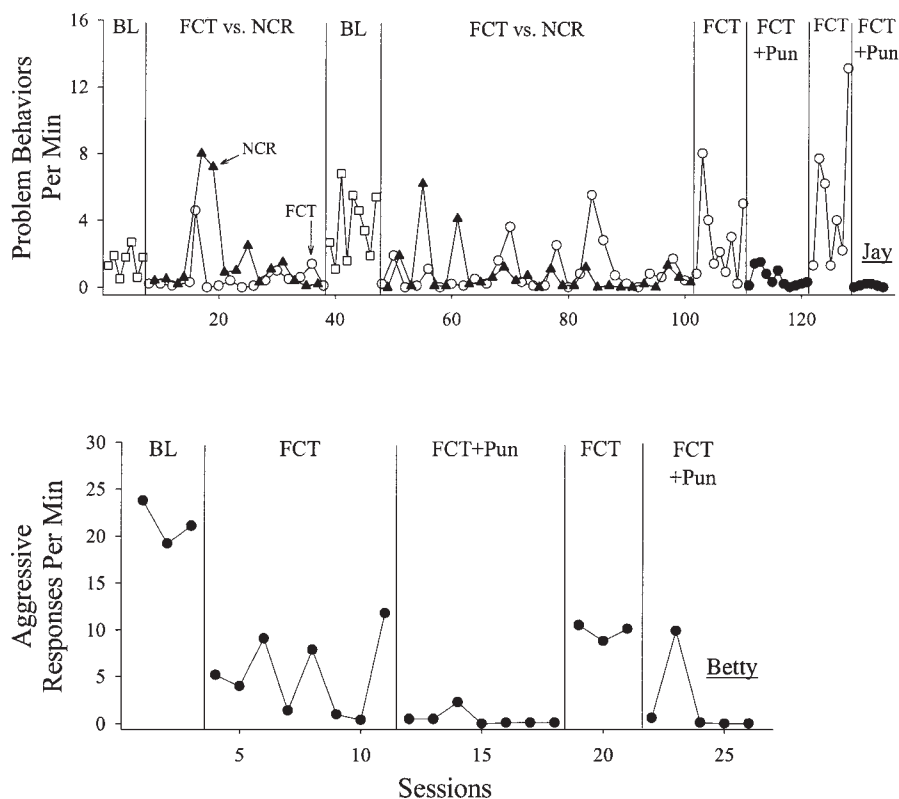 BL FCT vs. NCR BL FCT vs. NCR FCT FCT +Pun FCT FCT +Pun
Problem Behaviors
Per Min
16
12
8
4
0
NCR
FCT
Jay
20 40 60 80 100 120
BL FCT FCT+Pun FCT FCT +Pun
Aggressive
Responses Per Min
30
25
20
15
10
5
0
Betty
5 10 15 20 25
Sessions